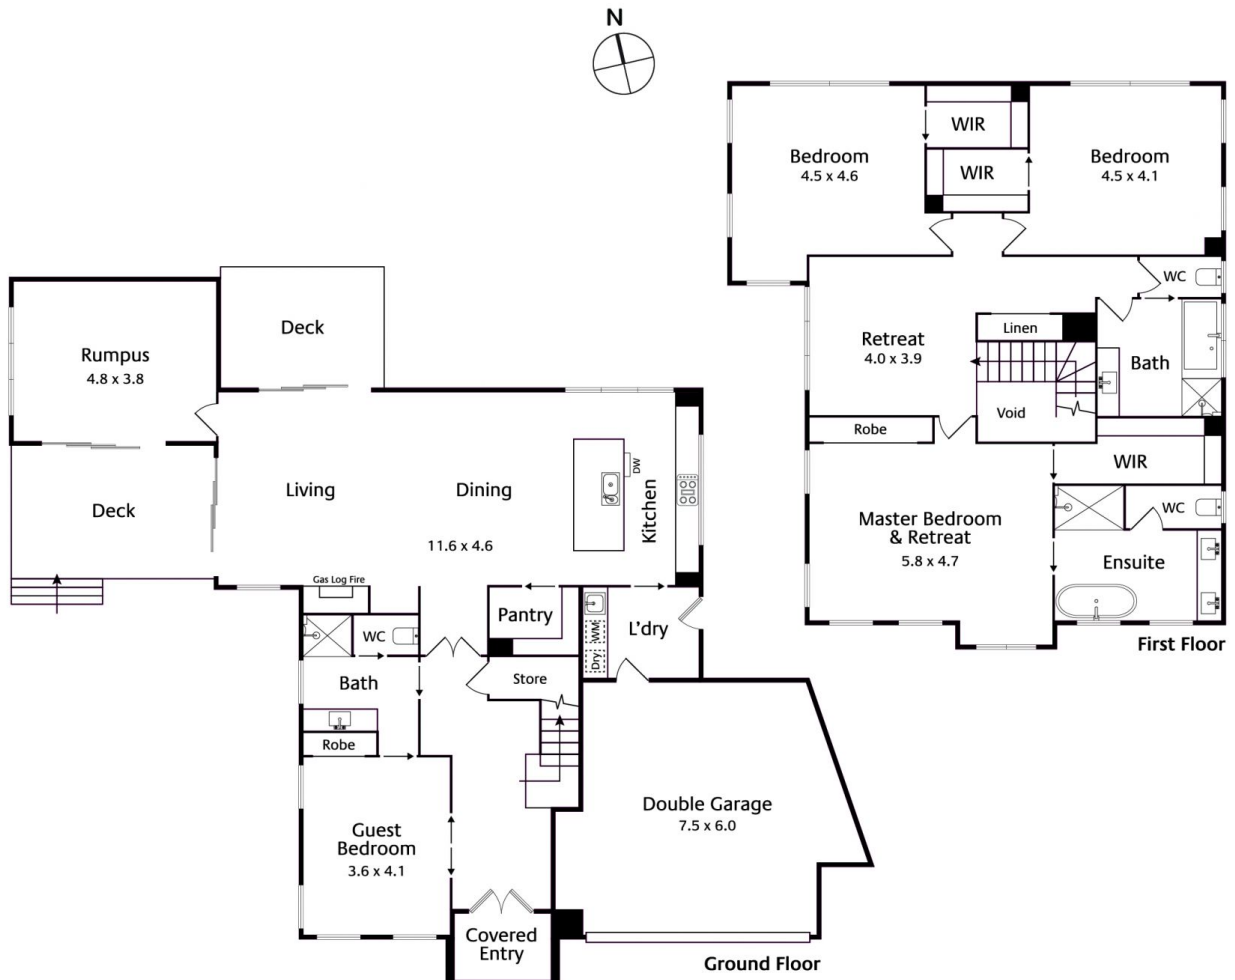 N
WIR
Bedroom
4.5 x 4.6
WIR
Bedroom
4.5 x 4.1
WC
Linen
Retreat
4.0 x 3.9
Bath
Void
Robe
WIR
Master Bedroom
& Retreat
5.8 x 4.7
WC
Ensuite
First Floor
Deck
Rumpus
4.8 x 3.8
Deck
Living
Dining
11.6 x 4.6
Kitchen
DW
Gas Log Fire
Pantry
WC
L'dry
WM
Dry
Bath
Store
Robe
Guest
Bedroom
3.6 x 4.1
Double Garage
7.5 x 6.0
Covered
Entry
Ground Floor